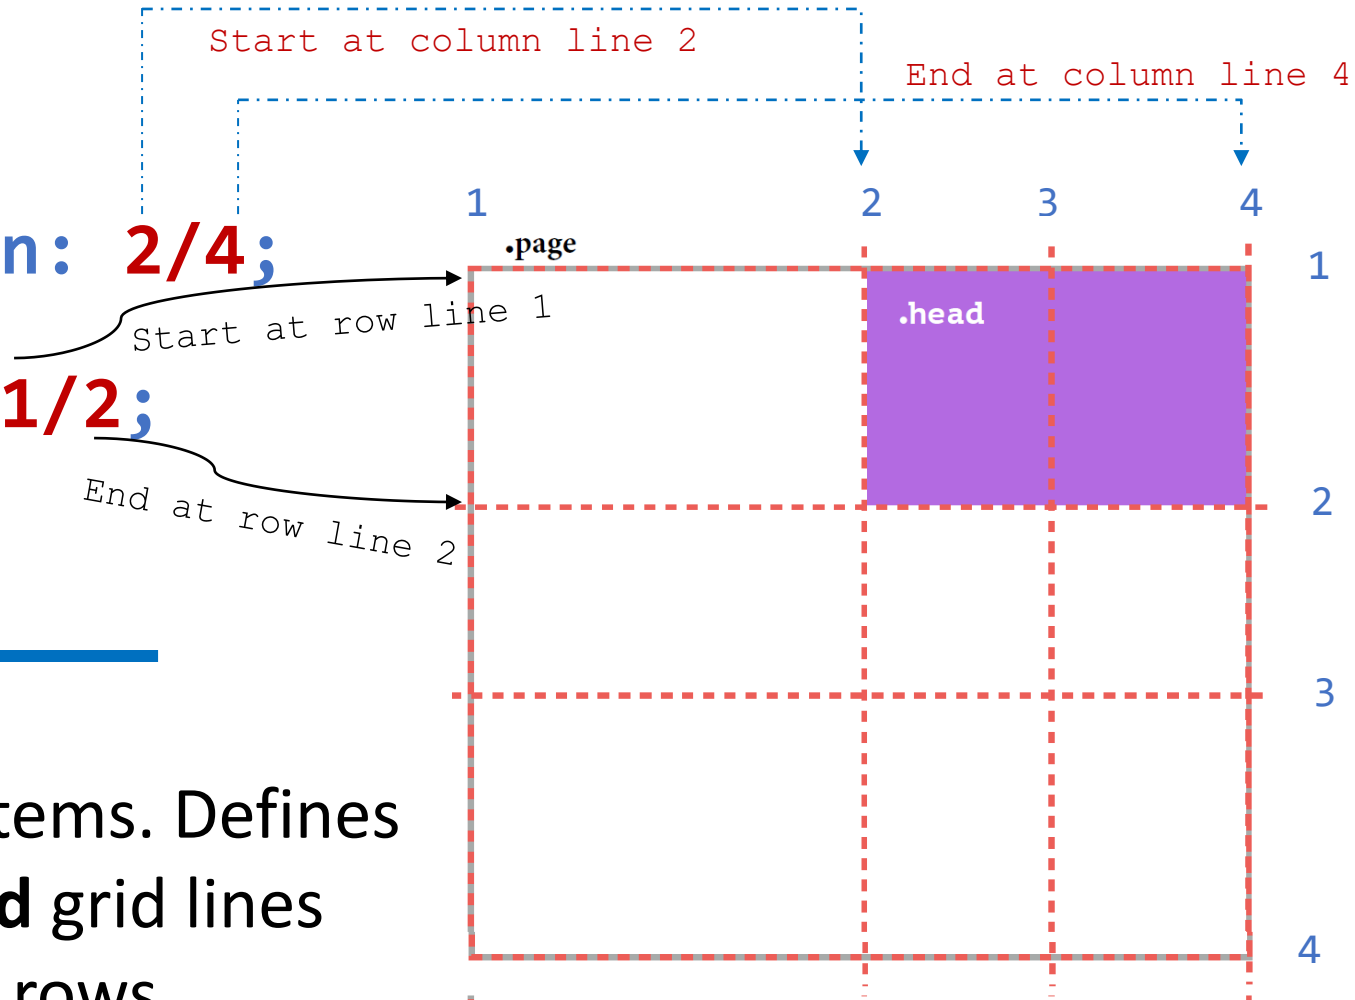 Start at column line 2
End at column line 4
1 2 3 4
n: 2/4;
.page
1
.head
Start at row line 1
1/2;
2
End at row line 2
3
tems. Defines
d grid lines
4
rows